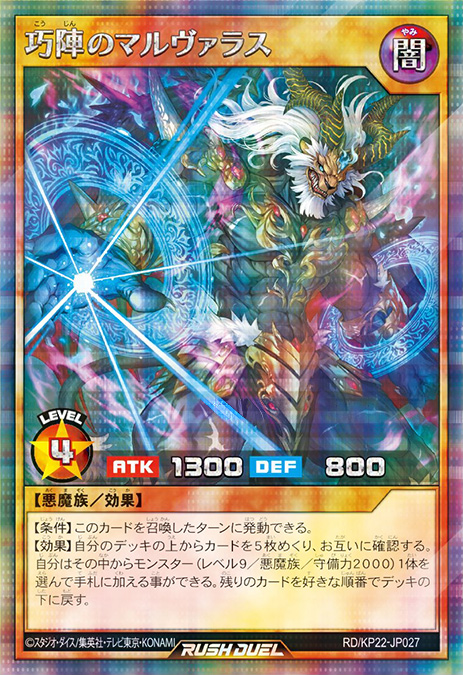 巧陣のマルヴァラス
こうじん
闇
やみ
LEVEL
4
ATK 1300 DEF 800
【悪魔族／効果】
【条件】このカードを召喚したターンに発動できる。
【効果】自分のデッキの上からカードを5枚めくり、お互いに確認する。
自分はその中からモンスター（レベル9／悪魔族／守備力2000）1体を
選んで手札に加える事ができる。残りのカードを好きな順番でデッキの
下に戻す。
©スタジオ・ダイス/集英社・テレビ東京・KONAMI
RUSH DUEL
RD/KP22-JP027